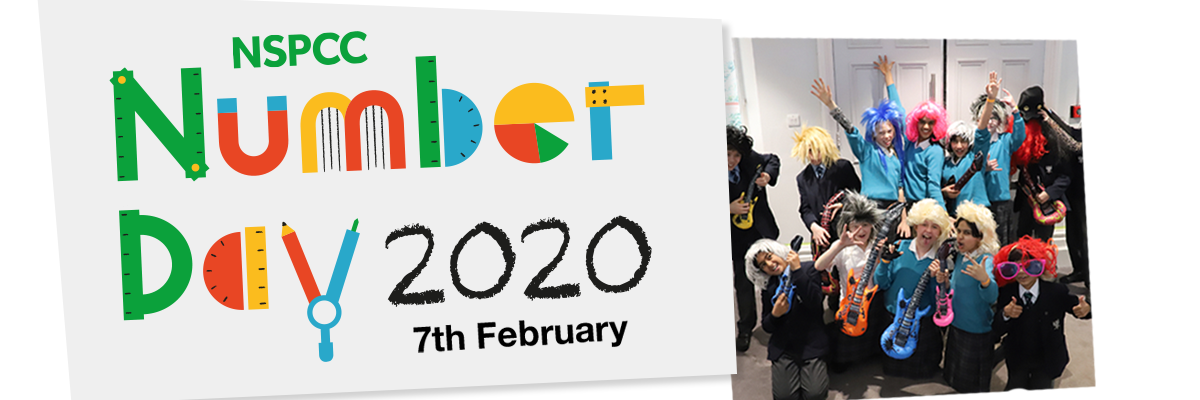 NSPCC
Number
Day 2020
7th February